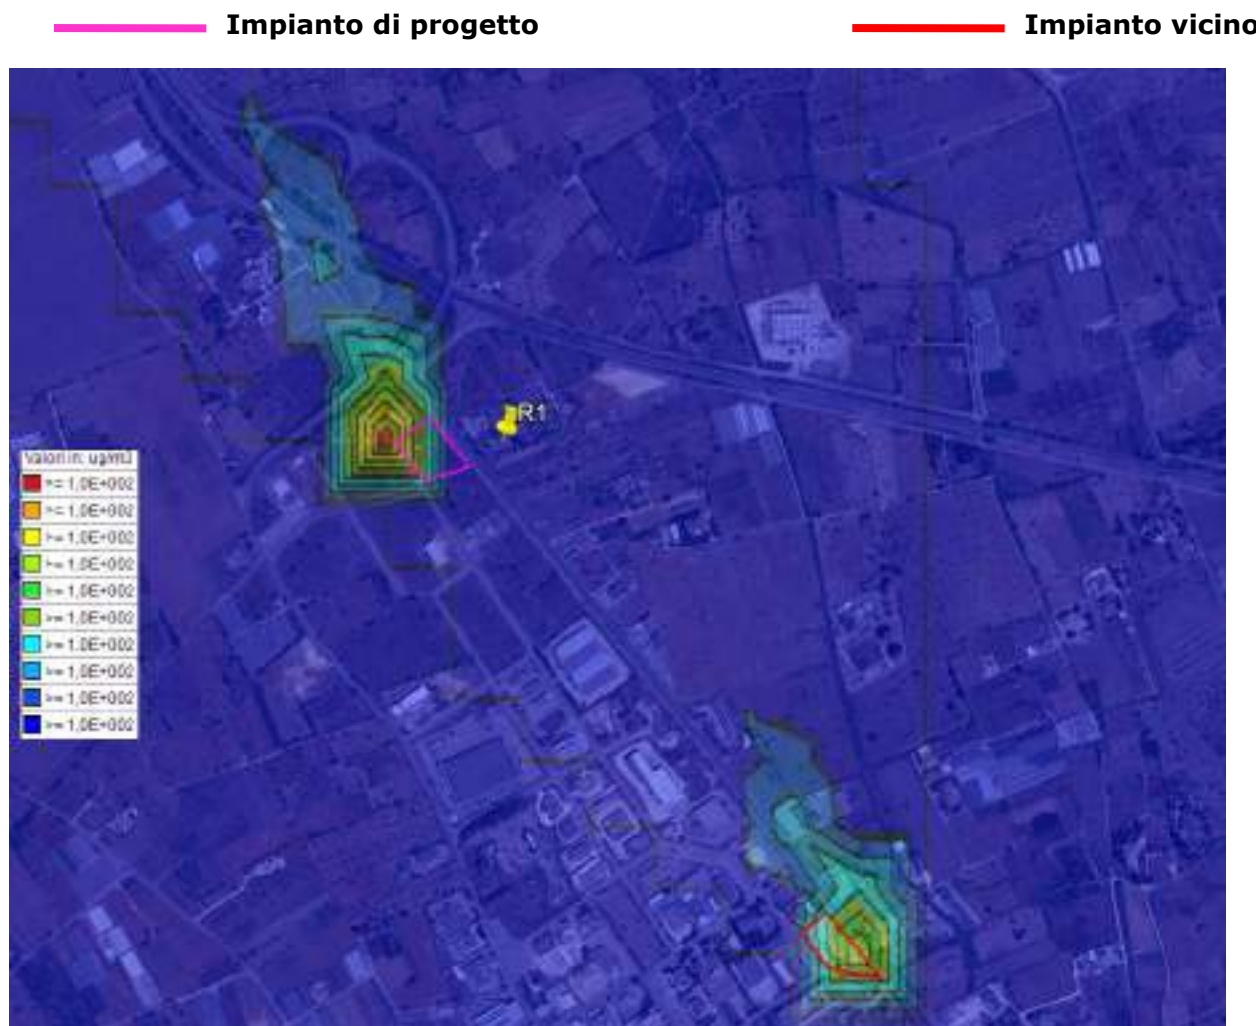 Impianto di progetto
Impianto vicino
R1
Valori in: ug/m3
>= 1,0E+002
>= 1,0E+002
>= 1,0E+002
>= 1,0E+002
>= 1,0E+002
>= 1,0E+002
>= 1,0E+002
>= 1,0E+002
>= 1,0E+002
>= 1,0E+002